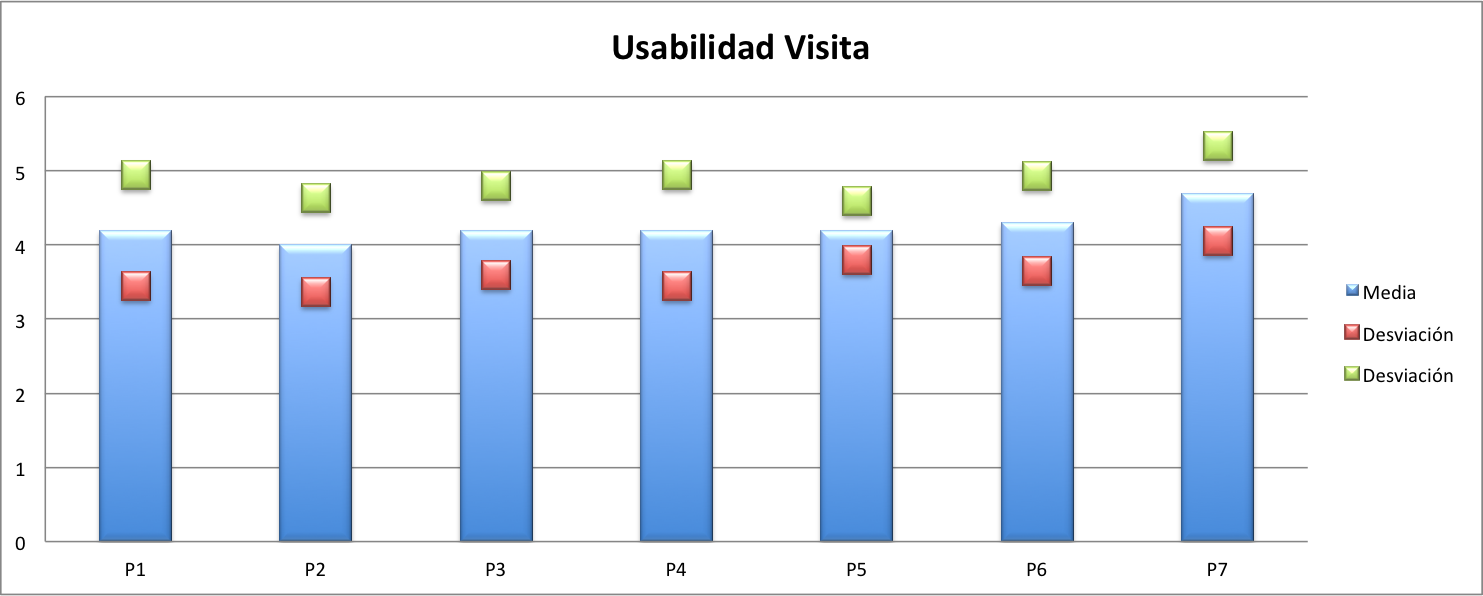 Usabilidad Visita
6
5
4
3
2
1
0
P1 P2 P3 P4 P5 P6 P7
Media
Desviación
Desviación